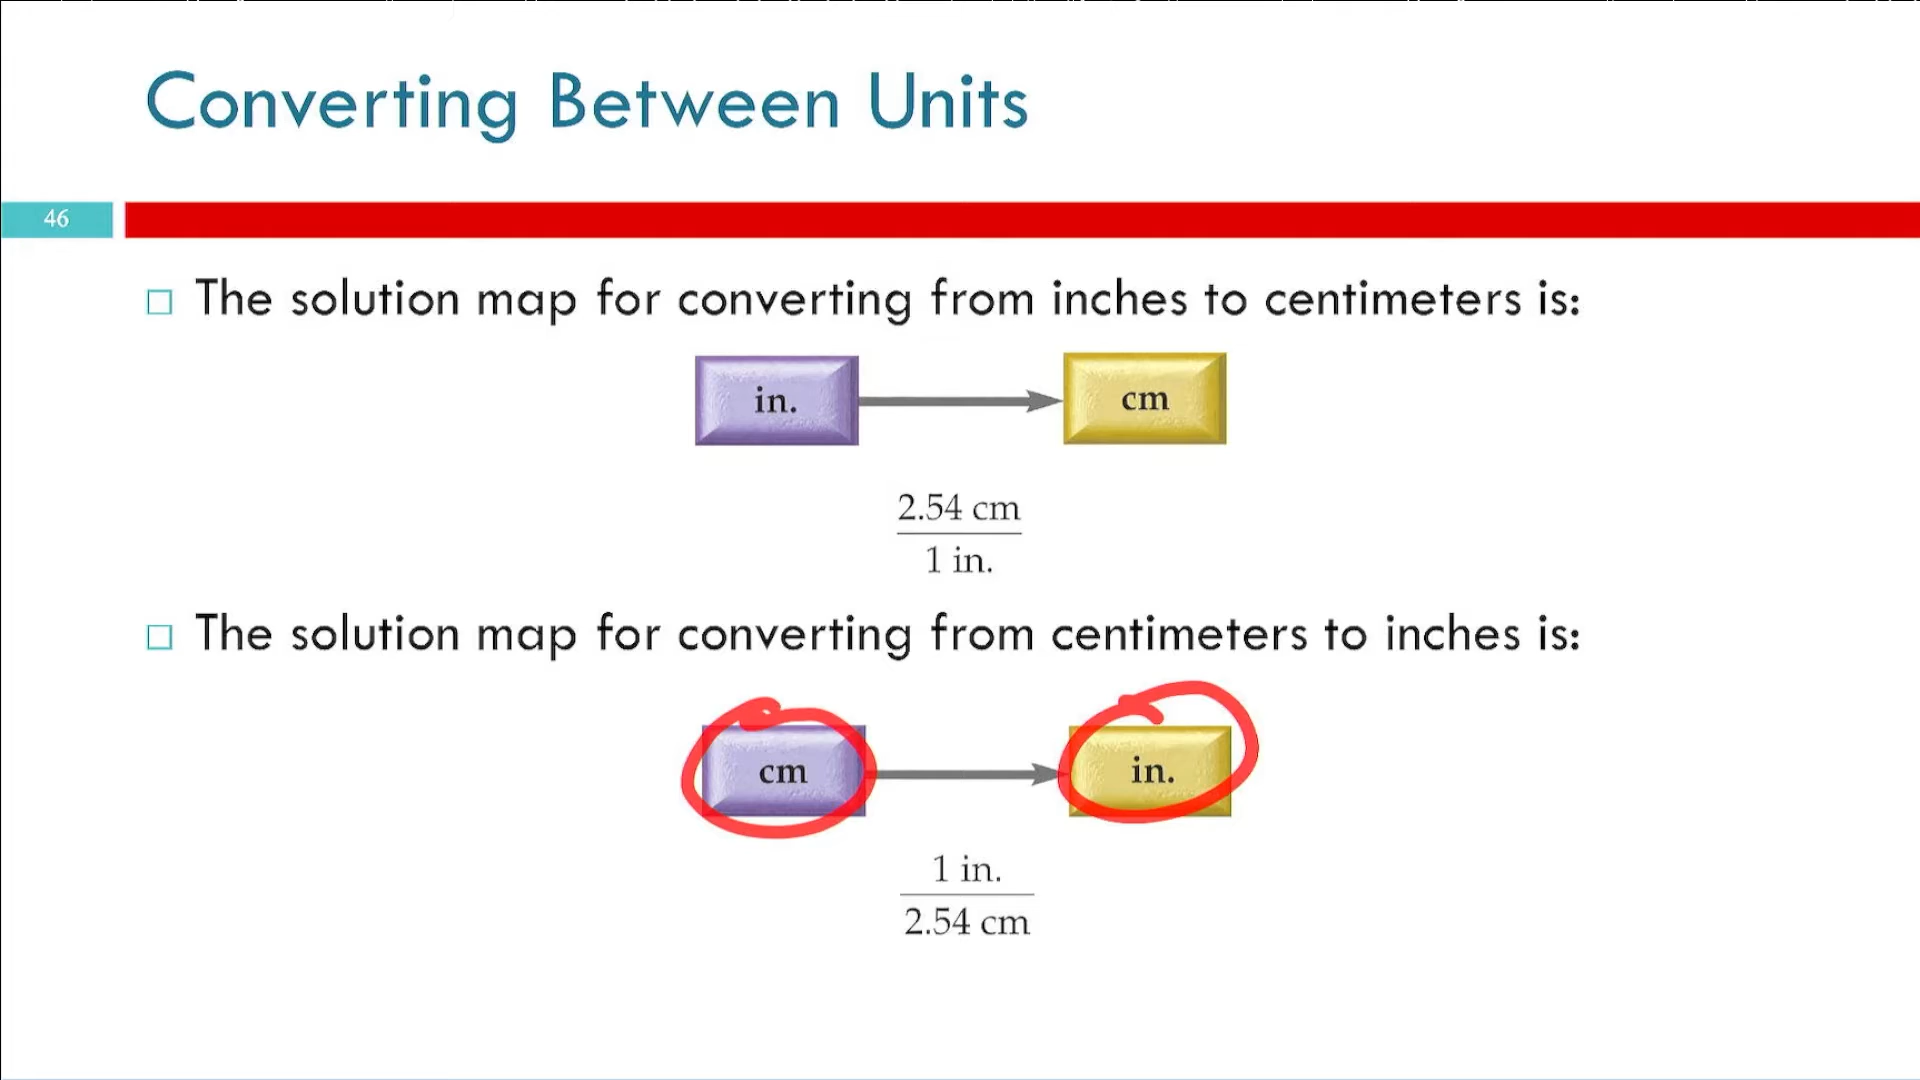 Converting Between Units
46
The solution map for converting from inches to centimeters is:
in.
cm
2.54 cm
1 in.
The solution map for converting from centimeters to inches is:
cm
in.
1 in.
2.54 cm